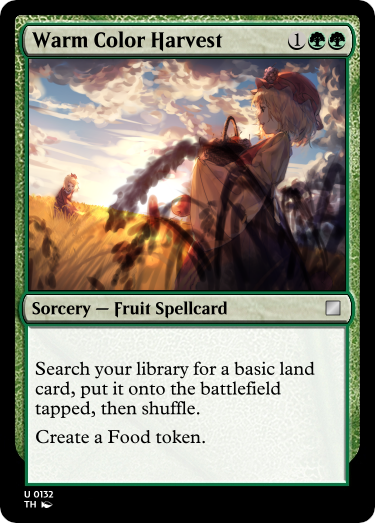 Warm Color Harvest 1
Sorcery — Fruit Spellcard
Search your library for a basic land
card, put it onto the battlefield
tapped, then shuffle.
Create a Food token.
U 0132
TH